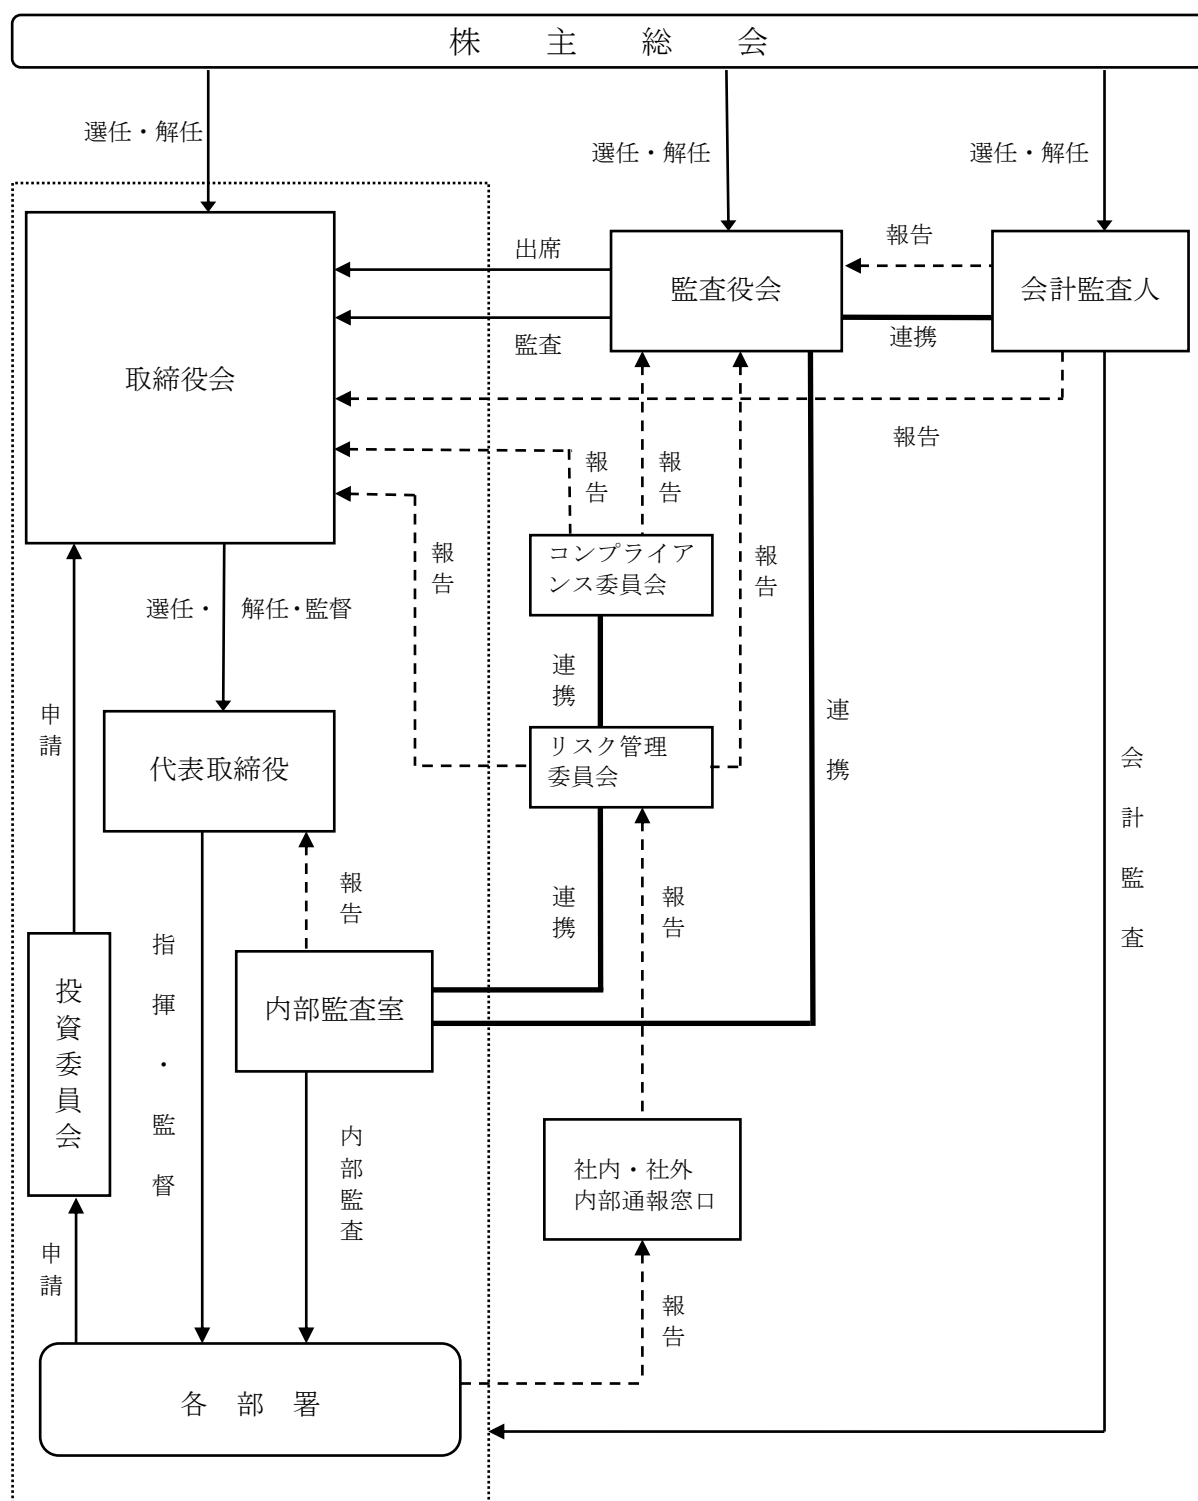 株　主　総　会
選任・解任
選任・解任
選任・解任
出席
報告
監査役会
会計監査人
監査
連携
取締役会
報告
報告
報告
報告
コンプライア
ンス委員会
報告
選任・　解任・監督
連携
申請
連携
リスク管理
委員会
代表取締役
会計監査
報告
連携
報告
指揮・監督
投資委員会
内部監査室
内部監査
社内・社外
内部通報窓口
申請
報告
各　部　署